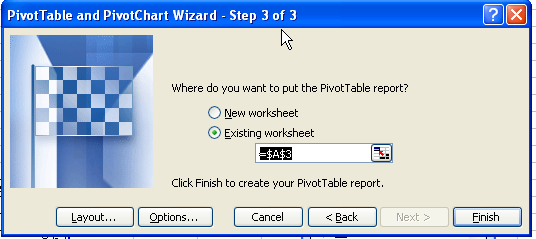 PivotTable and PivotChart Wizard - Step 3 of 3
Where do you want to put the PivotTable report?
New worksheet
Existing worksheet
=$A$3
Click Finish to create your PivotTable report.
Layout... Options... Cancel < Back Next > Finish